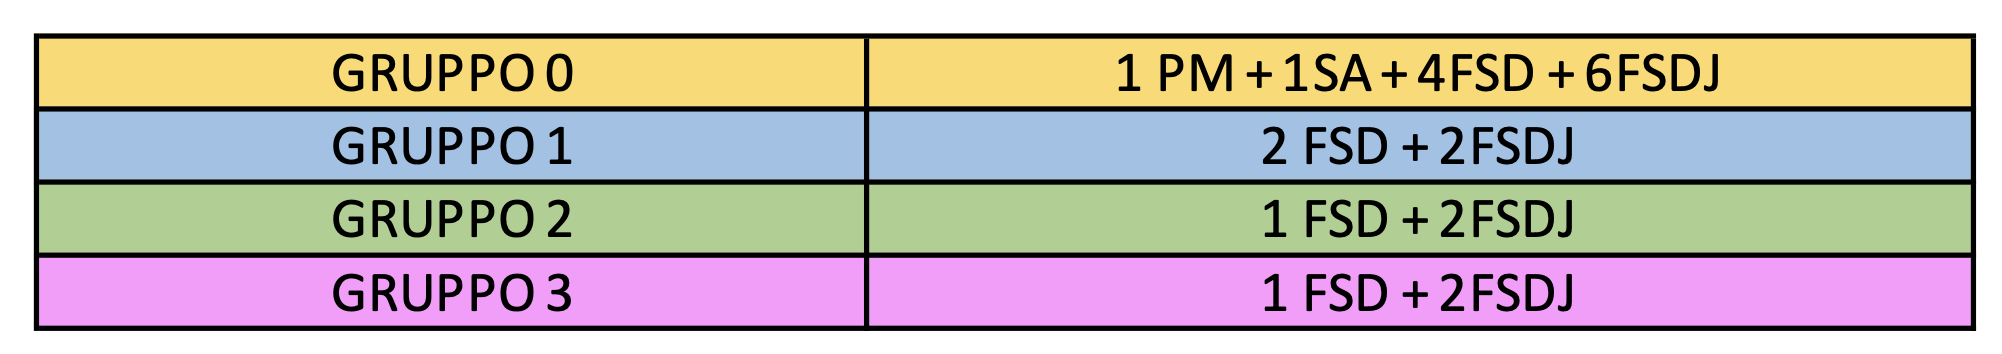 GRUPPO 0 1 PM + 1SA + 4FSD + 6FSDJ
GRUPPO 1 2 FSD + 2FSDJ
GRUPPO 2 1 FSD + 2FSDJ
GRUPPO 3 1 FSD + 2FSDJ